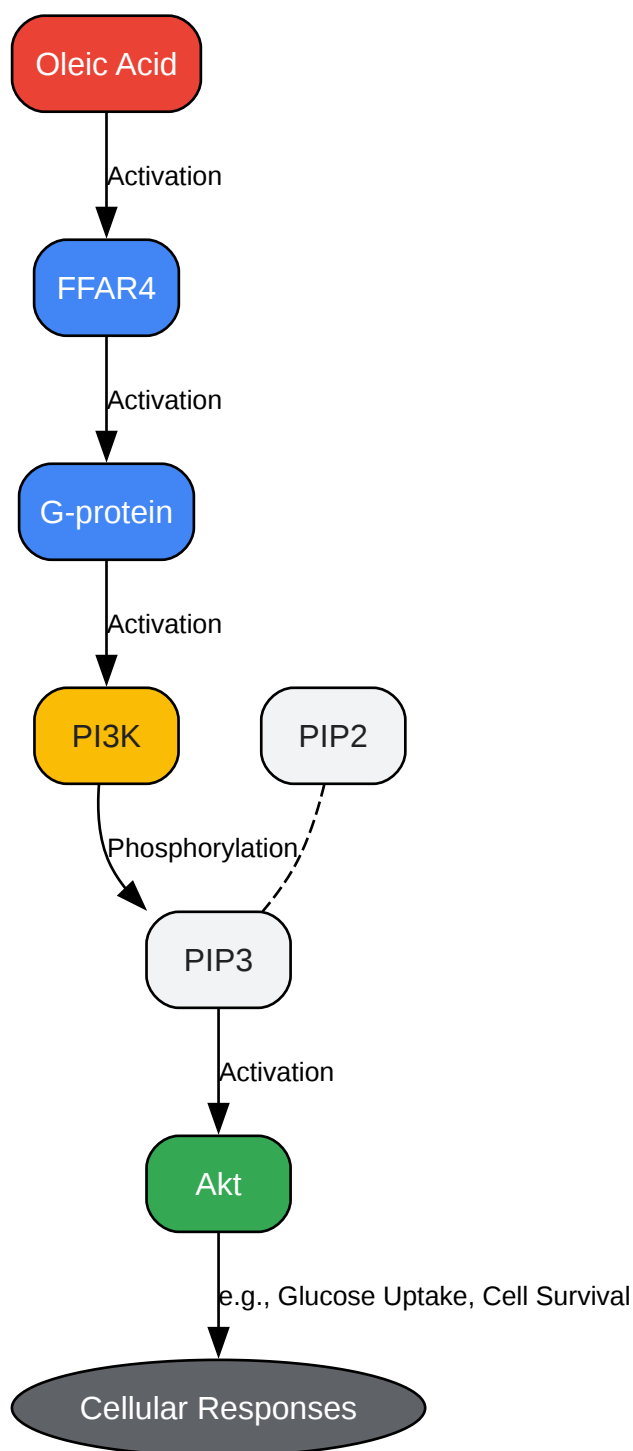 Oleic Acid
Activation
FFAR4
Activation
G-protein
Activation
PI3K
PIP2
Phosphorylation
PIP3
Activation
Akt
e.g., Glucose Uptake, Cell Survival
Cellular Responses